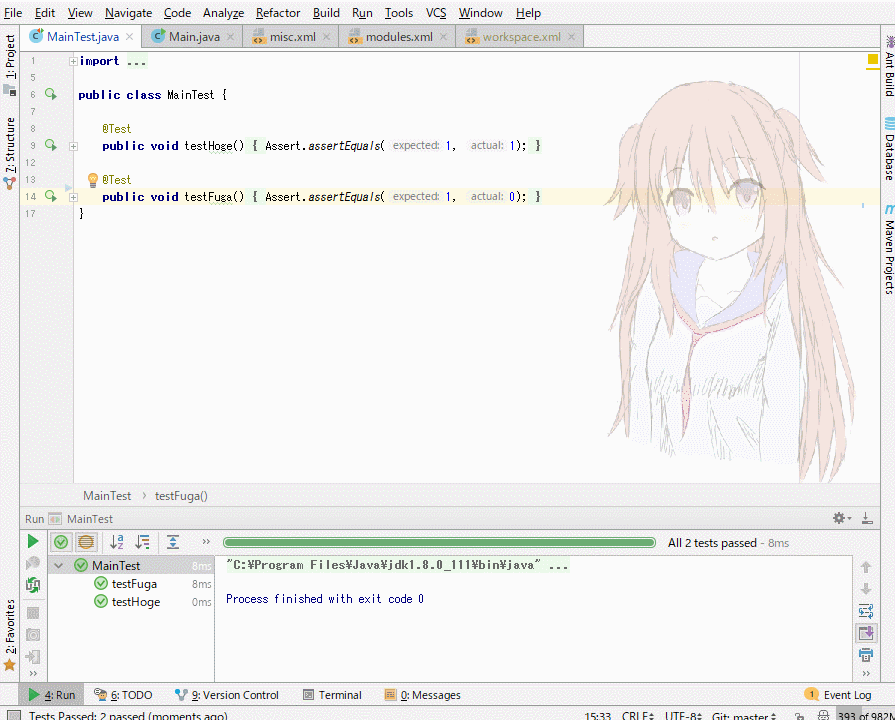 File Edit View Navigate Code Analyze Refactor Build Run Tools VCS Window Help
MainTest.java Main.java misc.xml modules.xml workspace.xml
1: Project
7: Structure
2: Favorites
1 import ...
5
6 public class MainTest {
7
8 @Test
9 public void testHoge() { Assert.assertEquals( expected: 1, actual: 1); }
12
13 @Test
14 public void testFuga() { Assert.assertEquals( expected: 1, actual: 0); }
17 }
Ant Build
Database
Maven Projects
MainTest › testFuga()
Run MainTest
All 2 tests passed - 8ms
MainTest 8ms
testFuga 8ms
testHoge 0ms
"C:¥Program Files¥Java¥jdk1.8.0_111¥bin¥java" ...
Process finished with exit code 0
4: Run 6: TODO 9: Version Control Terminal 0: Messages 1 Event Log
Tests Passed: 2 passed (moments ago) 15:33 CRLF UTF-8 Git: master 393 of 982M